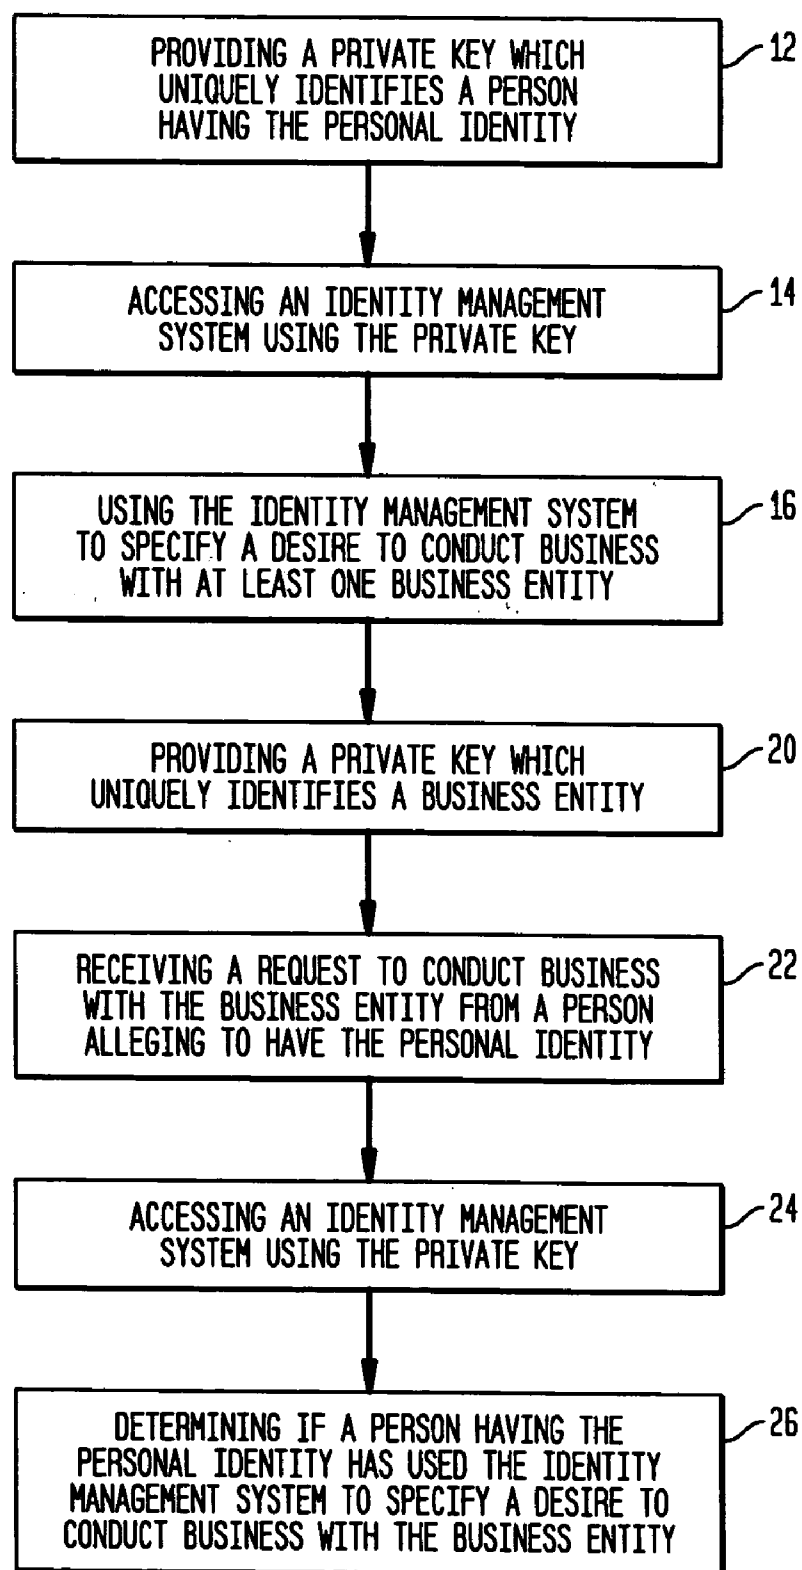 PROVIDING A PRIVATE KEY WHICH
UNIQUELY IDENTIFIES A PERSON
HAVING THE PERSONAL IDENTITY
12
ACCESSING AN IDENTITY MANAGEMENT
SYSTEM USING THE PRIVATE KEY
14
USING THE IDENTITY MANAGEMENT SYSTEM
TO SPECIFY A DESIRE TO CONDUCT BUSINESS
WITH AT LEAST ONE BUSINESS ENTITY
16
PROVIDING A PRIVATE KEY WHICH
UNIQUELY IDENTIFIES A BUSINESS ENTITY
20
RECEIVING A REQUEST TO CONDUCT BUSINESS
WITH THE BUSINESS ENTITY FROM A PERSON
ALLEGING TO HAVE THE PERSONAL IDENTITY
22
ACCESSING AN IDENTITY MANAGEMENT
SYSTEM USING THE PRIVATE KEY
24
DETERMINING IF A PERSON HAVING THE
PERSONAL IDENTITY HAS USED THE IDENTITY
MANAGEMENT SYSTEM TO SPECIFY A DESIRE TO
CONDUCT BUSINESS WITH THE BUSINESS ENTITY
26